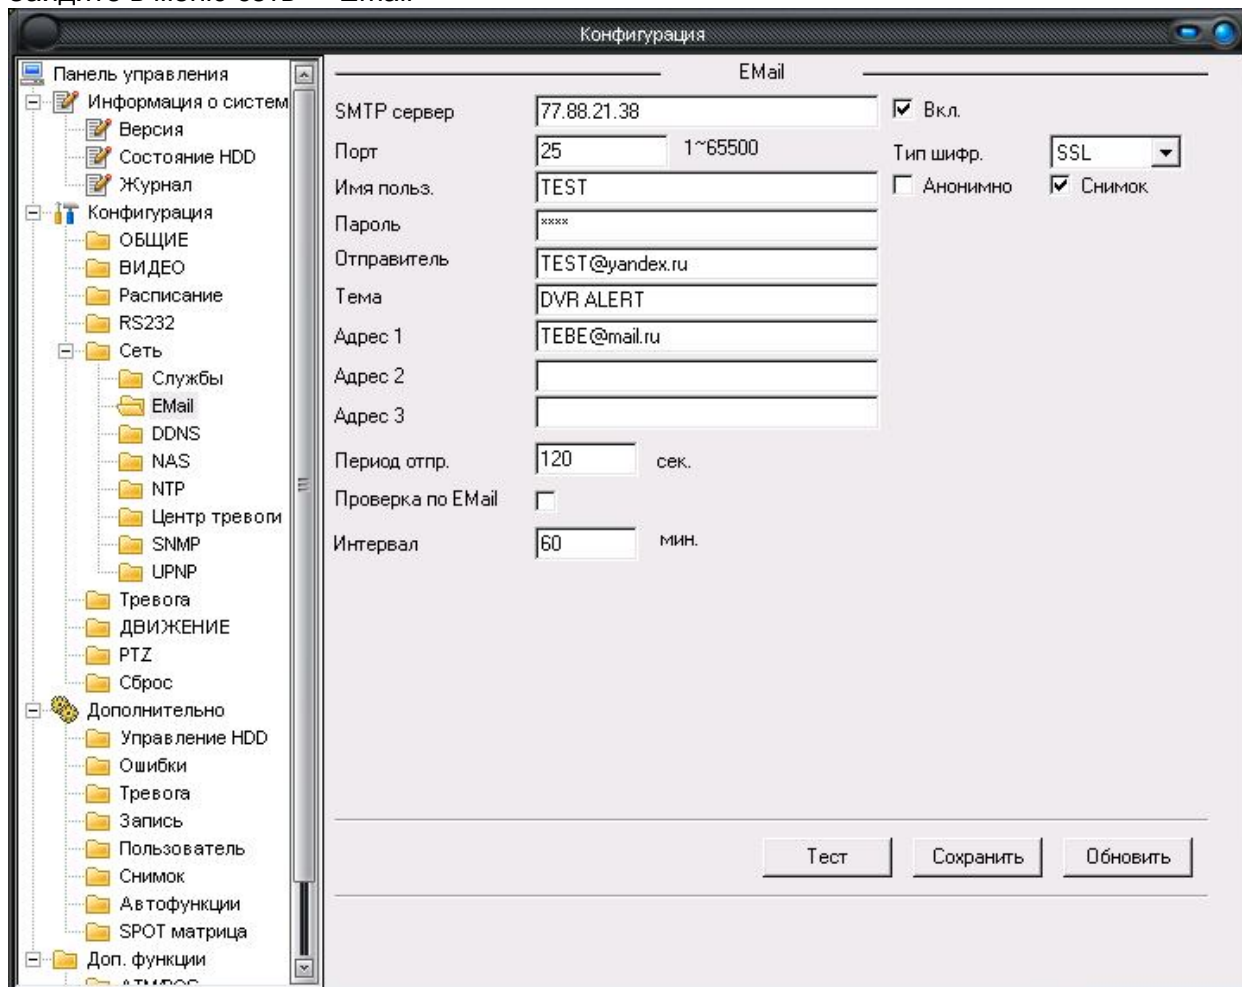 Конфигурация
Панель управления
Информация о систем
Версия
Состояние HDD
Журнал
Конфигурация
ОБЩИЕ
ВИДЕО
Расписание
RS232
Сеть
Службы
EMail
DDNS
NAS
NTP
Центр тревоги
SNMP
UPNP
Тревога
ДВИЖЕНИЕ
PTZ
Сброс
Дополнительно
Управление HDD
Ошибки
Тревога
Запись
Пользователь
Снимок
Автофункции
SPOT матрица
Доп. функции
EMail
SMTP сервер 77.88.21.38 Вкл.
Порт 25 1~65500 Тип шифр. SSL
Имя польз. TEST Анонимно Снимок
Пароль ****
Отправитель TEST@yandex.ru
Тема DVR ALERT
Адрес 1 TEBE@mail.ru
Адрес 2
Адрес 3
Период отпр. 120 сек.
Проверка по EMail
Интервал 60 мин.
Тест Сохранить Обновить